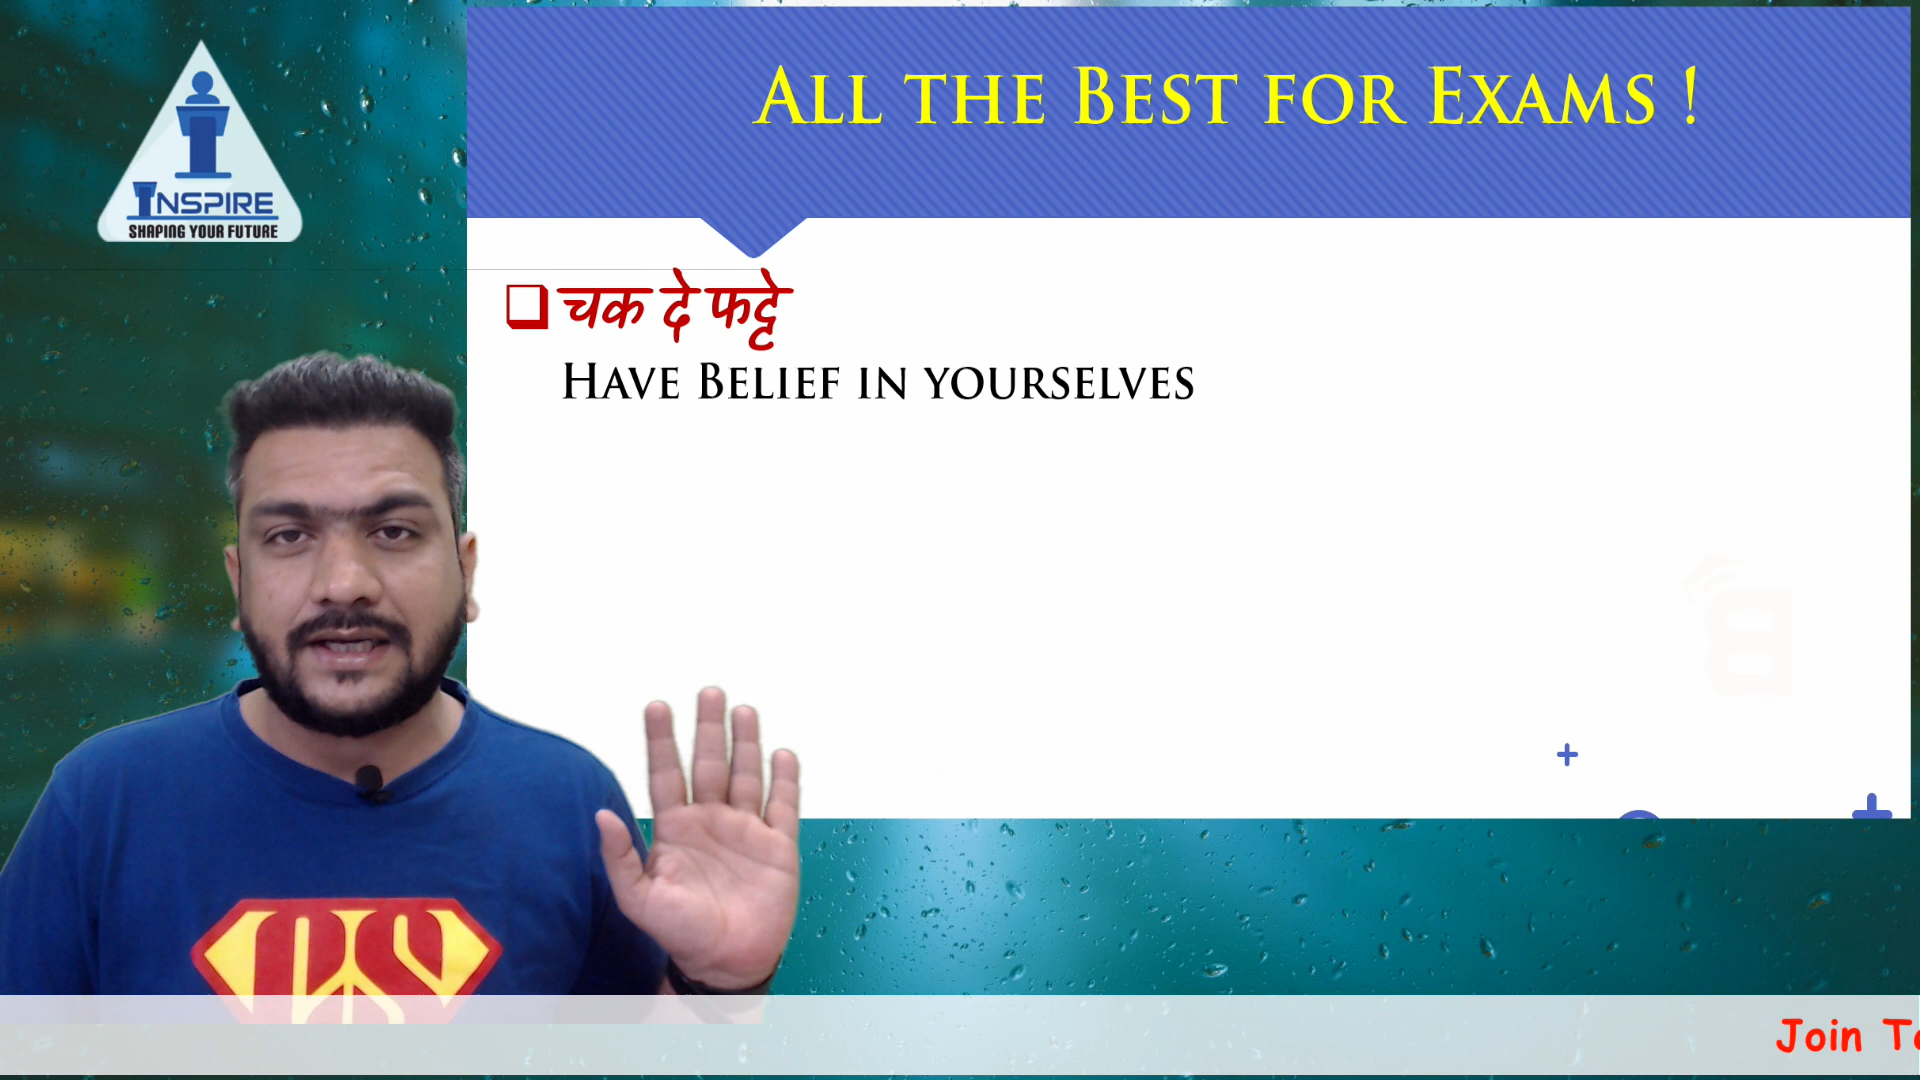 All the Best for Exams !
INSPIRE
SHAPING YOUR FUTURE
चक दे फट्टे
Have Belief in yourselves
Join